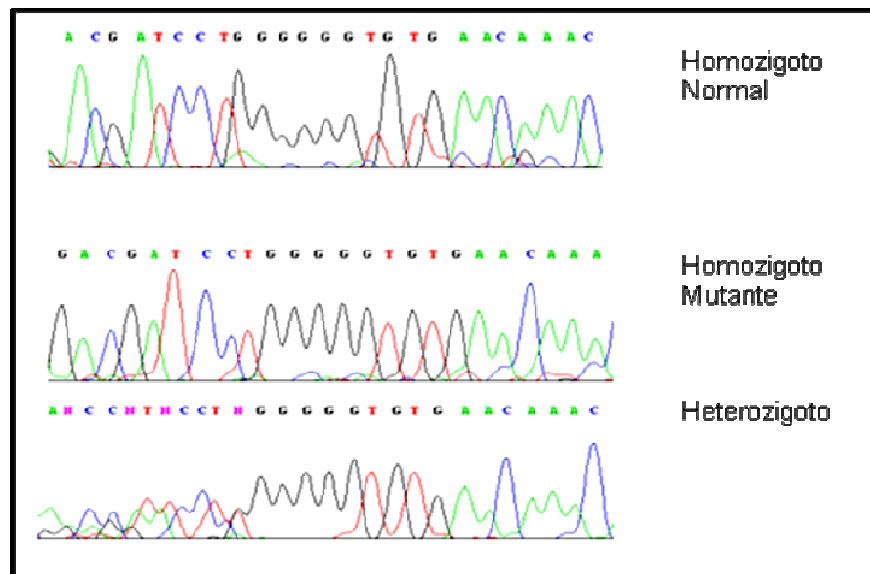 A C G A T C C T G G G G G G T G T G A A C A A A C
Homozigoto
Normal
G A C G A T C C T G G G G G T G T G A A C A A A
Homozigoto
Mutante
A N C C N T N C C T N G G G G G T G T G A A C A A A C
Heterozigoto